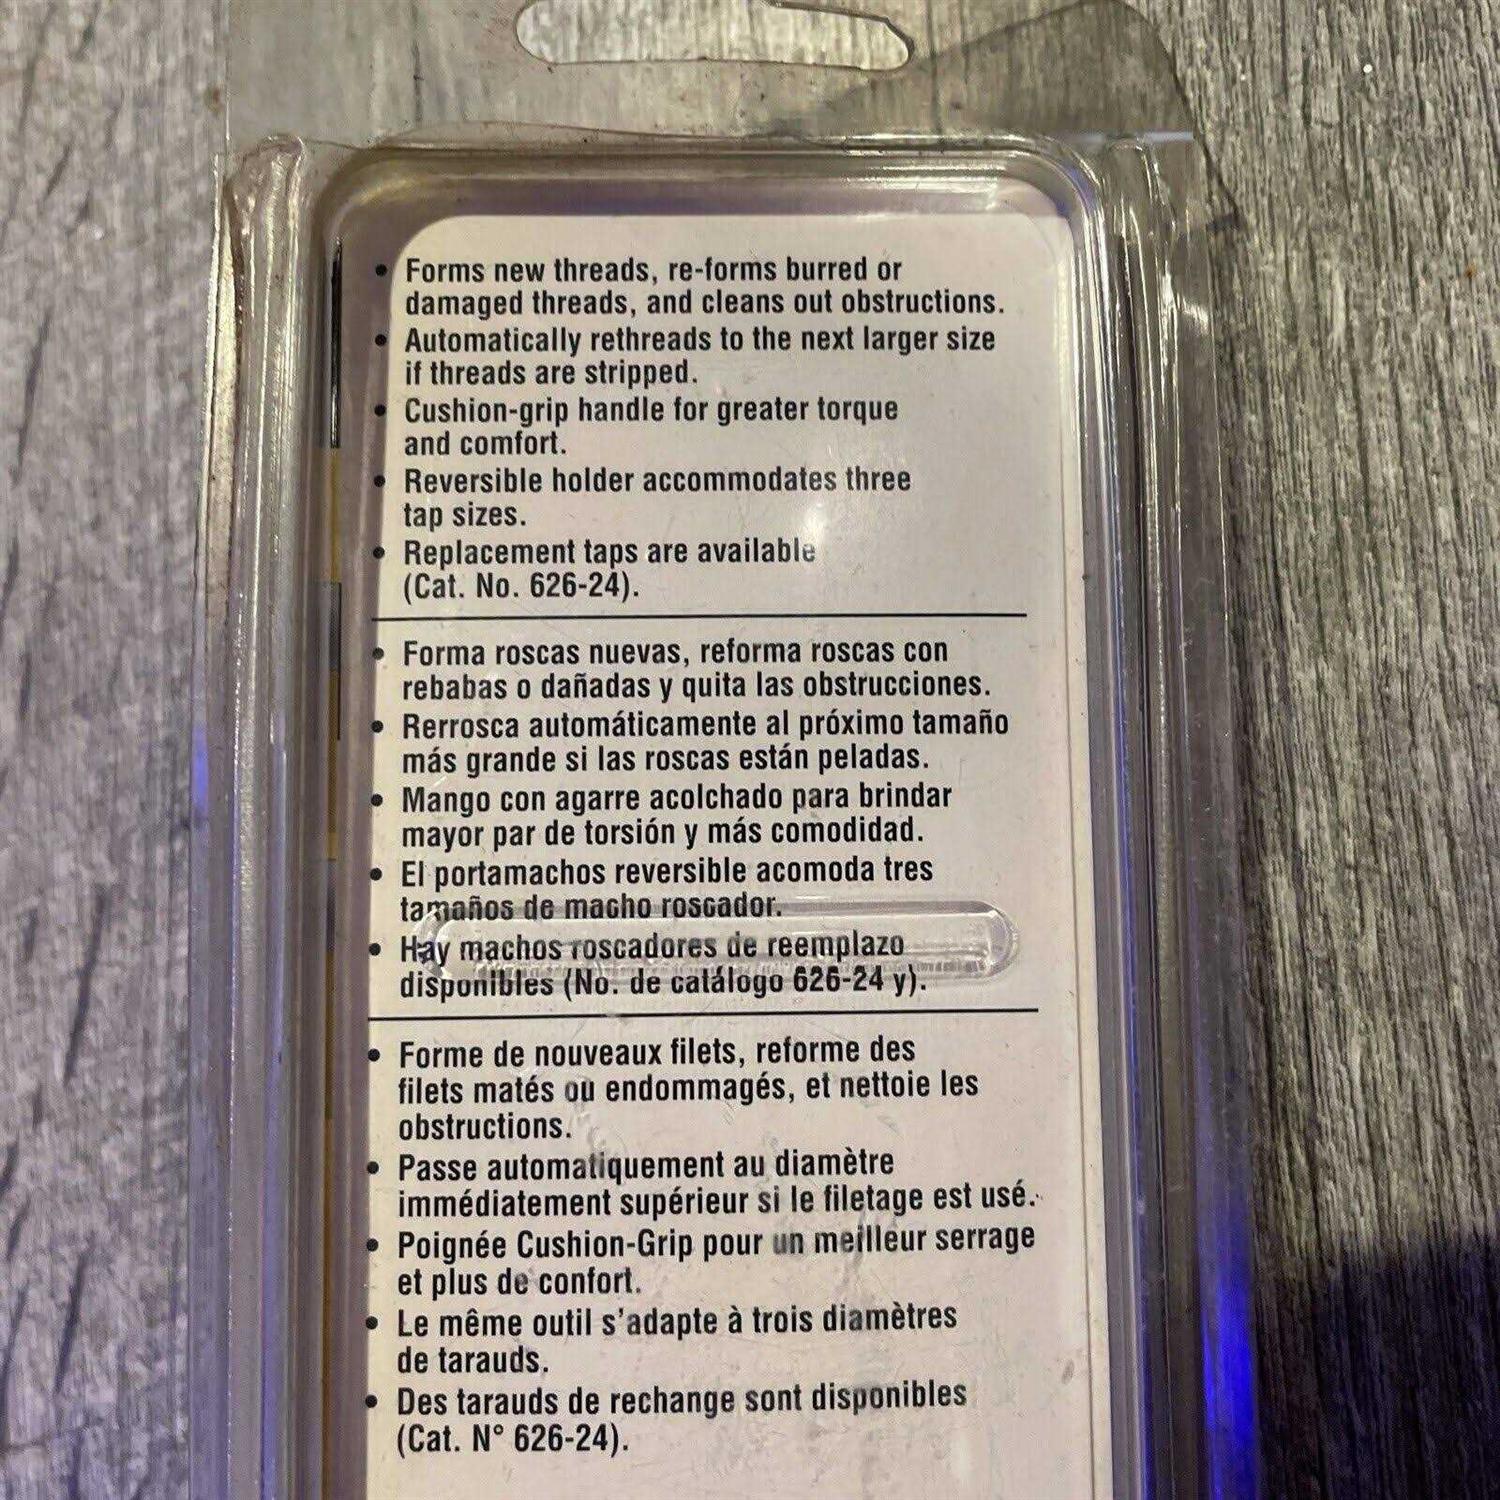 • Forms new threads, re-forms burred or
damaged threads, and cleans out obstructions.
• Automatically rethreads to the next larger size
if threads are stripped.
• Cushion-grip handle for greater torque
and comfort.
• Reversible holder accommodates three
tap sizes.
• Replacement taps are available
(Cat. No. 626-24).
• Forma roscas nuevas, reforma roscas con
rebabas o dañadas y quita las obstrucciones.
• Rerrosca automáticamente al próximo tamaño
más grande si las roscas están peladas.
• Mango con agarre acolchado para brindar
mayor par de torsión y más comodidad.
• El portamachos reversible acomoda tres
tamaños de macho roscador.
• Hay machos roscadores de reemplazo
disponibles (No. de catálogo 626-24 y).
• Forme de nouveaux filets, reforme des
filets matés ou endommagés, et nettoie les
obstructions.
• Passe automatiquement au diamètre
immédiatement supérieur si le filetage est usé.
• Poignée Cushion-Grip pour un meilleur serrage
et plus de confort.
• Le même outil s'adapte à trois diamètres
de tarauds.
• Des tarauds de rechange sont disponibles
(Cat. N° 626-24).